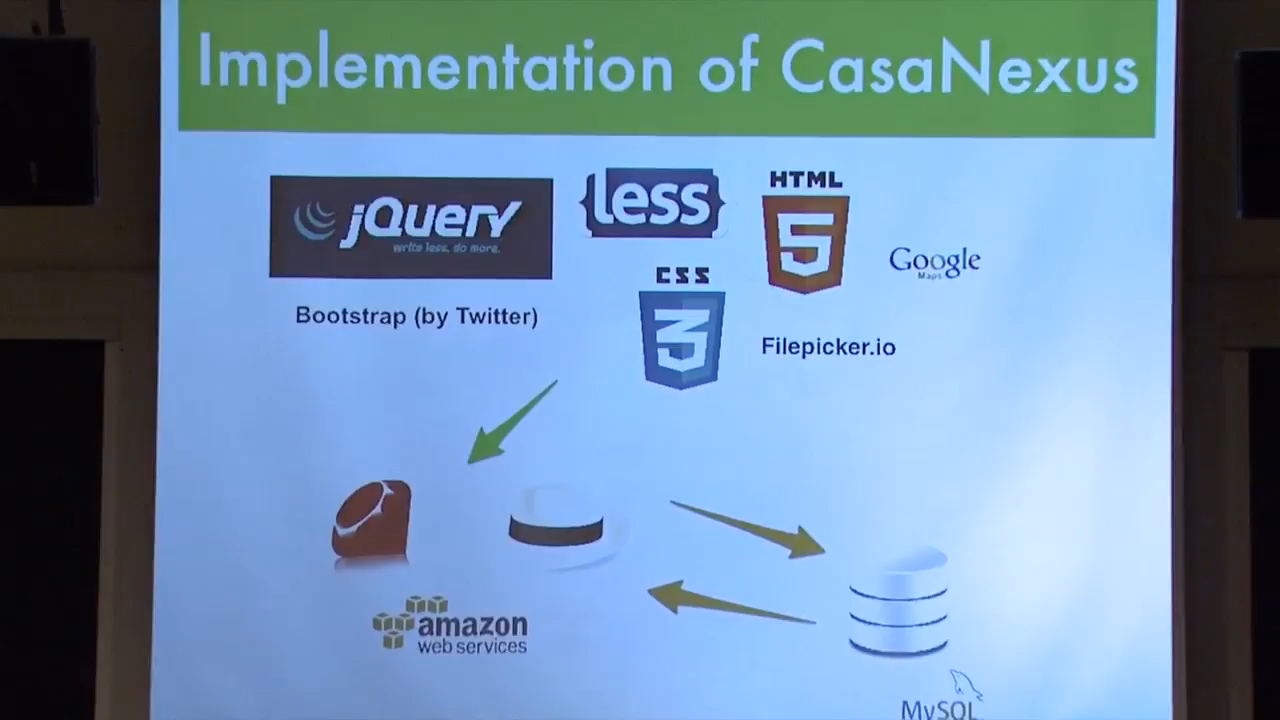 Implementation of CasaNexus
jQuery
write less, do more.
{less}
HTML
5
Google
Maps
CSS
3
Bootstrap (by Twitter)
Filepicker.io
amazon
web services
MySQL